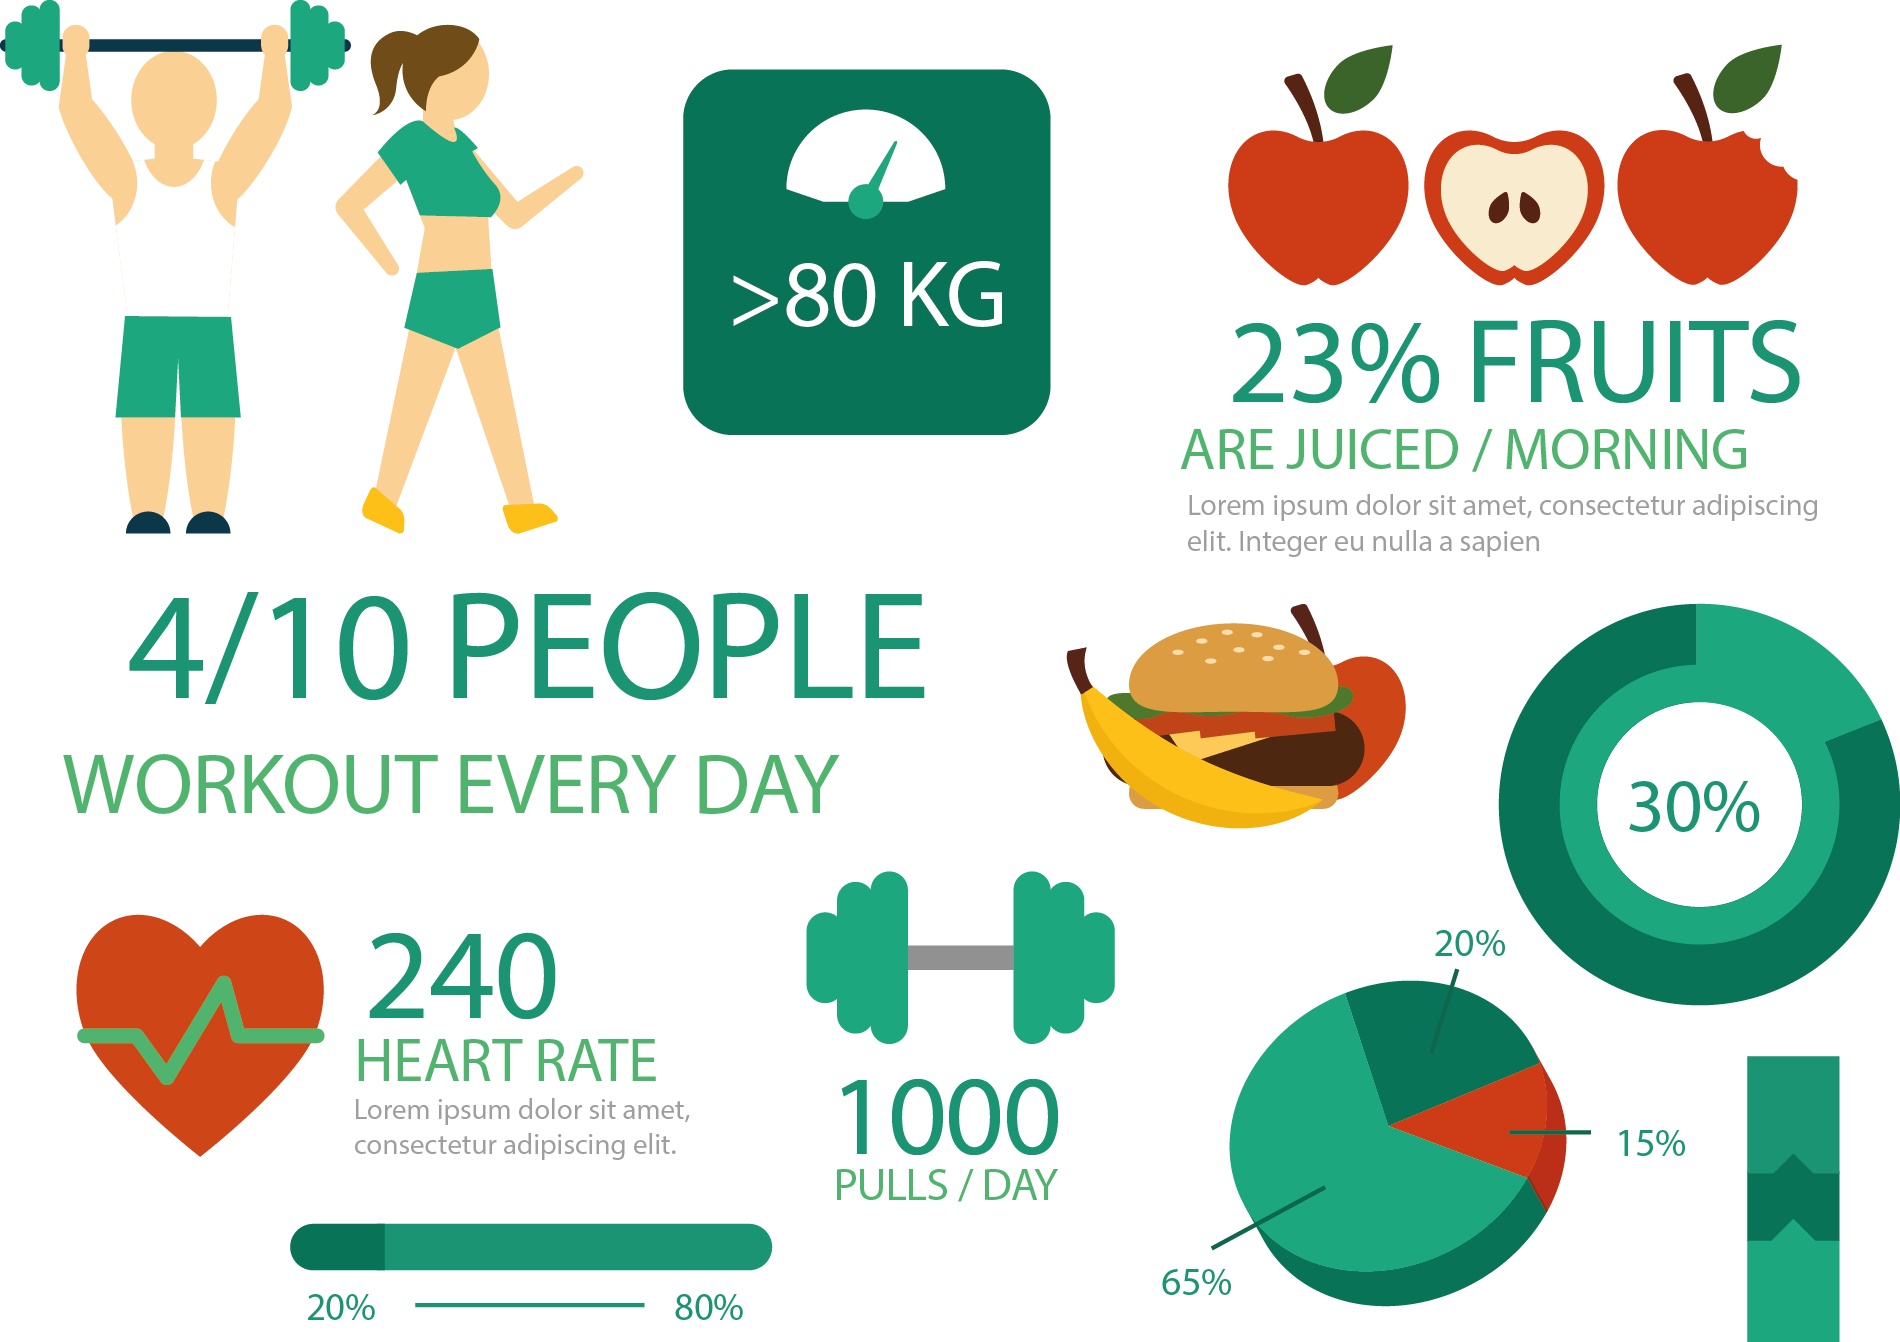 >80 KG
23% FRUITS
ARE JUICED / MORNING
Lorem ipsum dolor sit amet, consectetur adipiscing
elit. Integer eu nulla a sapien
4/10 PEOPLE
WORKOUT EVERY DAY
30%
240
HEART RATE
Lorem ipsum dolor sit amet,
consectetur adipiscing elit.
1000
PULLS / DAY
20%
15%
65%
20%
80%